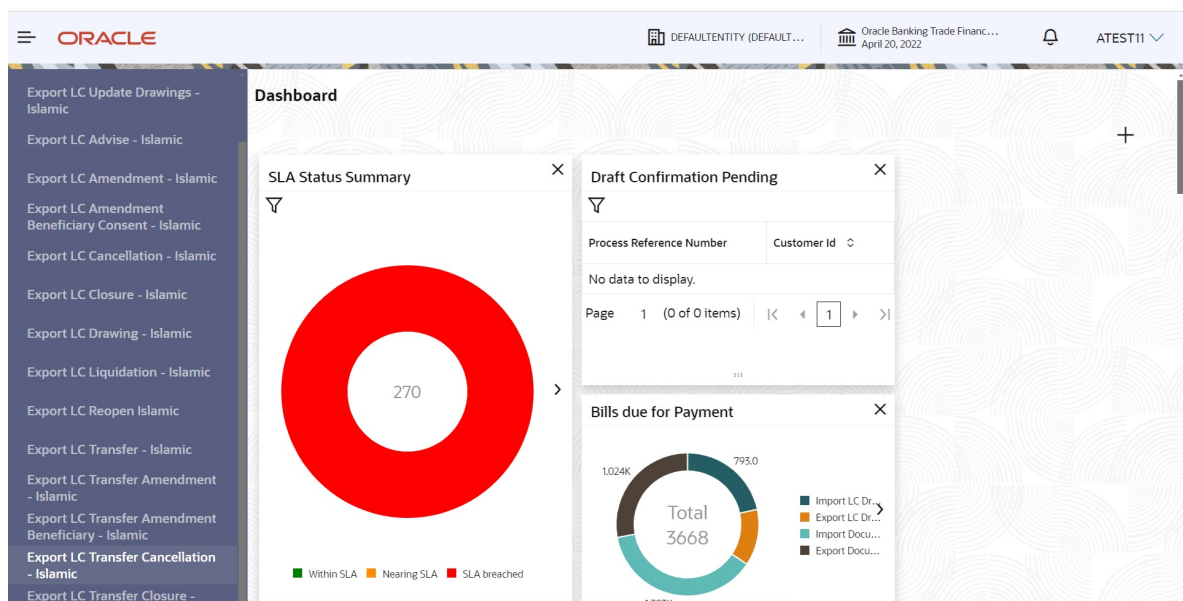 ORACLE
DEFAULTENTITY (DEFAULT...
Oracle Banking Trade Financ...
April 20, 2022
ATEST11
Export LC Update Drawings -
Islamic
Export LC Advise - Islamic
Export LC Amendment - Islamic
Export LC Amendment
Beneficiary Consent - Islamic
Export LC Cancellation - Islamic
Export LC Closure - Islamic
Export LC Drawing - Islamic
Export LC Liquidation - Islamic
Export LC Reopen Islamic
Export LC Transfer - Islamic
Export LC Transfer Amendment
- Islamic
Export LC Transfer Amendment
Beneficiary - Islamic
Export LC Transfer Cancellation
- Islamic
Export LC Transfer Closure -
Dashboard
SLA Status Summary
270
Within SLA
Nearing SLA
SLA breached
Draft Confirmation Pending
Process Reference Number
Customer Id
No data to display.
Page 1 (0 of 0 items) 1
Bills due for Payment
1.024K
793.0
Total
3668
Import LC Dr...
Export LC Dr...
Import Docu...
Export Docu...